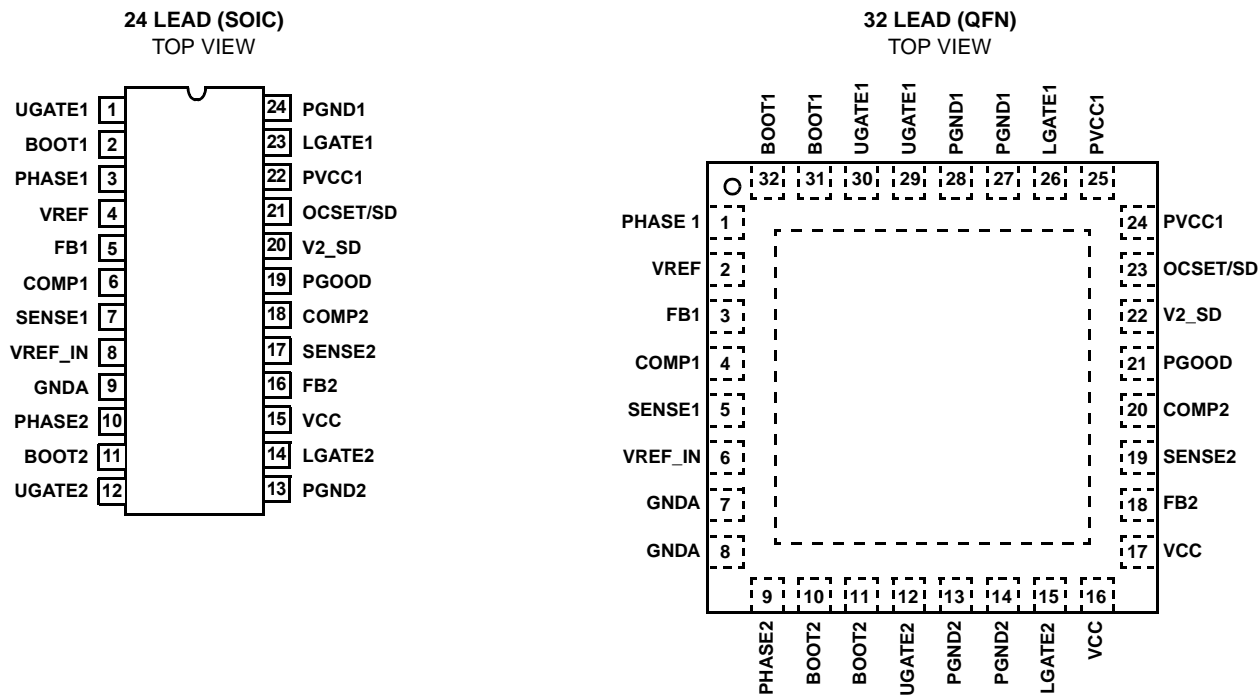 24 LEAD (SOIC)
TOP VIEW
UGATE1 1 24 PGND1
BOOT1 2 23 LGATE1
PHASE1 3 22 PVCC1
VREF 4 21 OCSET/SD
FB1 5 20 V2_SD
COMP1 6 19 PGOOD
SENSE1 7 18 COMP2
VREF_IN 8 17 SENSE2
GNDA 9 16 FB2
PHASE2 10 15 VCC
BOOT2 11 14 LGATE2
UGATE2 12 13 PGND2
32 LEAD (QFN)
TOP VIEW
BOOT1 BOOT1 UGATE1 UGATE1 PGND1 PGND1 LGATE1 PVCC1
32 31 30 29 28 27 26 25
PHASE 1 1 24 PVCC1
VREF 2 23 OCSET/SD
FB1 3 22 V2_SD
COMP1 4 21 PGOOD
SENSE1 5 20 COMP2
VREF_IN 6 19 SENSE2
GNDA 7 18 FB2
GNDA 8 17 VCC
9 10 11 12 13 14 15 16
PHASE2 BOOT2 BOOT2 UGATE2 PGND2 PGND2 LGATE2 VCC